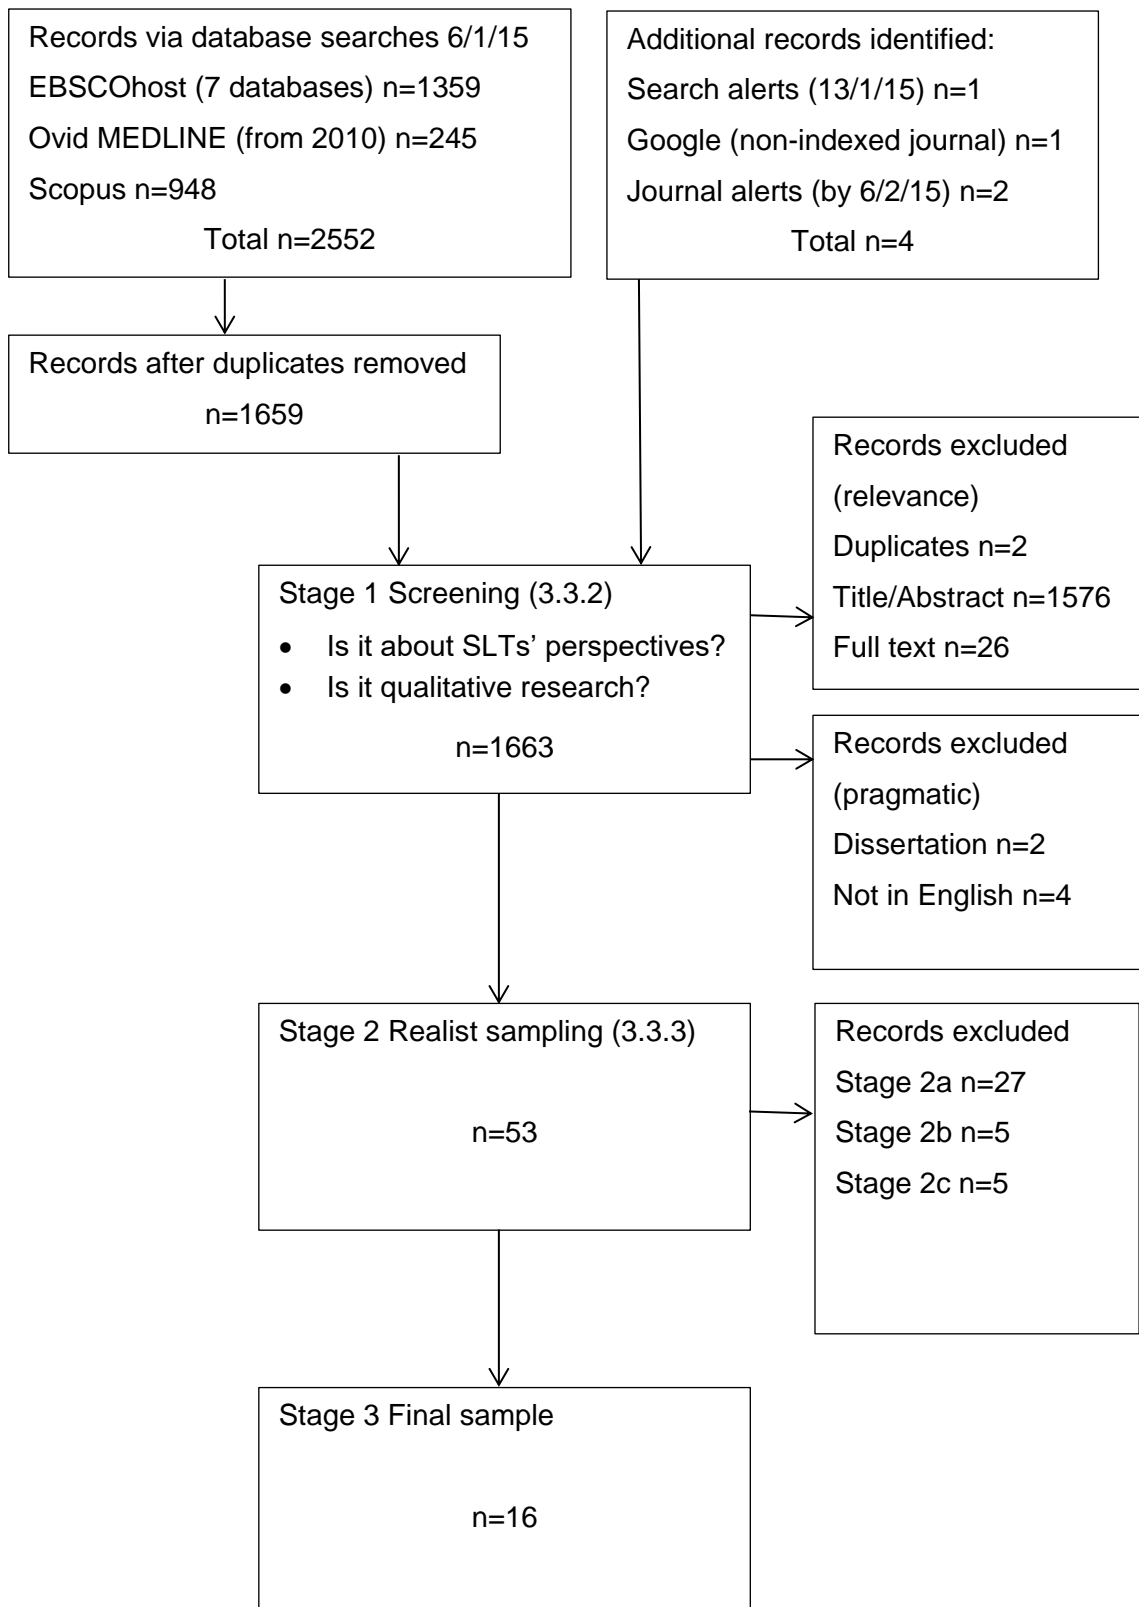 Records via database searches 6/1/15
EBSCOhost (7 databases) n=1359
Ovid MEDLINE (from 2010) n=245
Scopus n=948
Total n=2552
Additional records identified:
Search alerts (13/1/15) n=1
Google (non-indexed journal) n=1
Journal alerts (by 6/2/15) n=2
Total n=4
Records after duplicates removed
n=1659
Stage 1 Screening (3.3.2)
• Is it about SLTs’ perspectives?
• Is it qualitative research?
n=1663
Records excluded
(relevance)
Duplicates n=2
Title/Abstract n=1576
Full text n=26
Records excluded
(pragmatic)
Dissertation n=2
Not in English n=4
Stage 2 Realist sampling (3.3.3)
n=53
Records excluded
Stage 2a n=27
Stage 2b n=5
Stage 2c n=5
Stage 3 Final sample
n=16